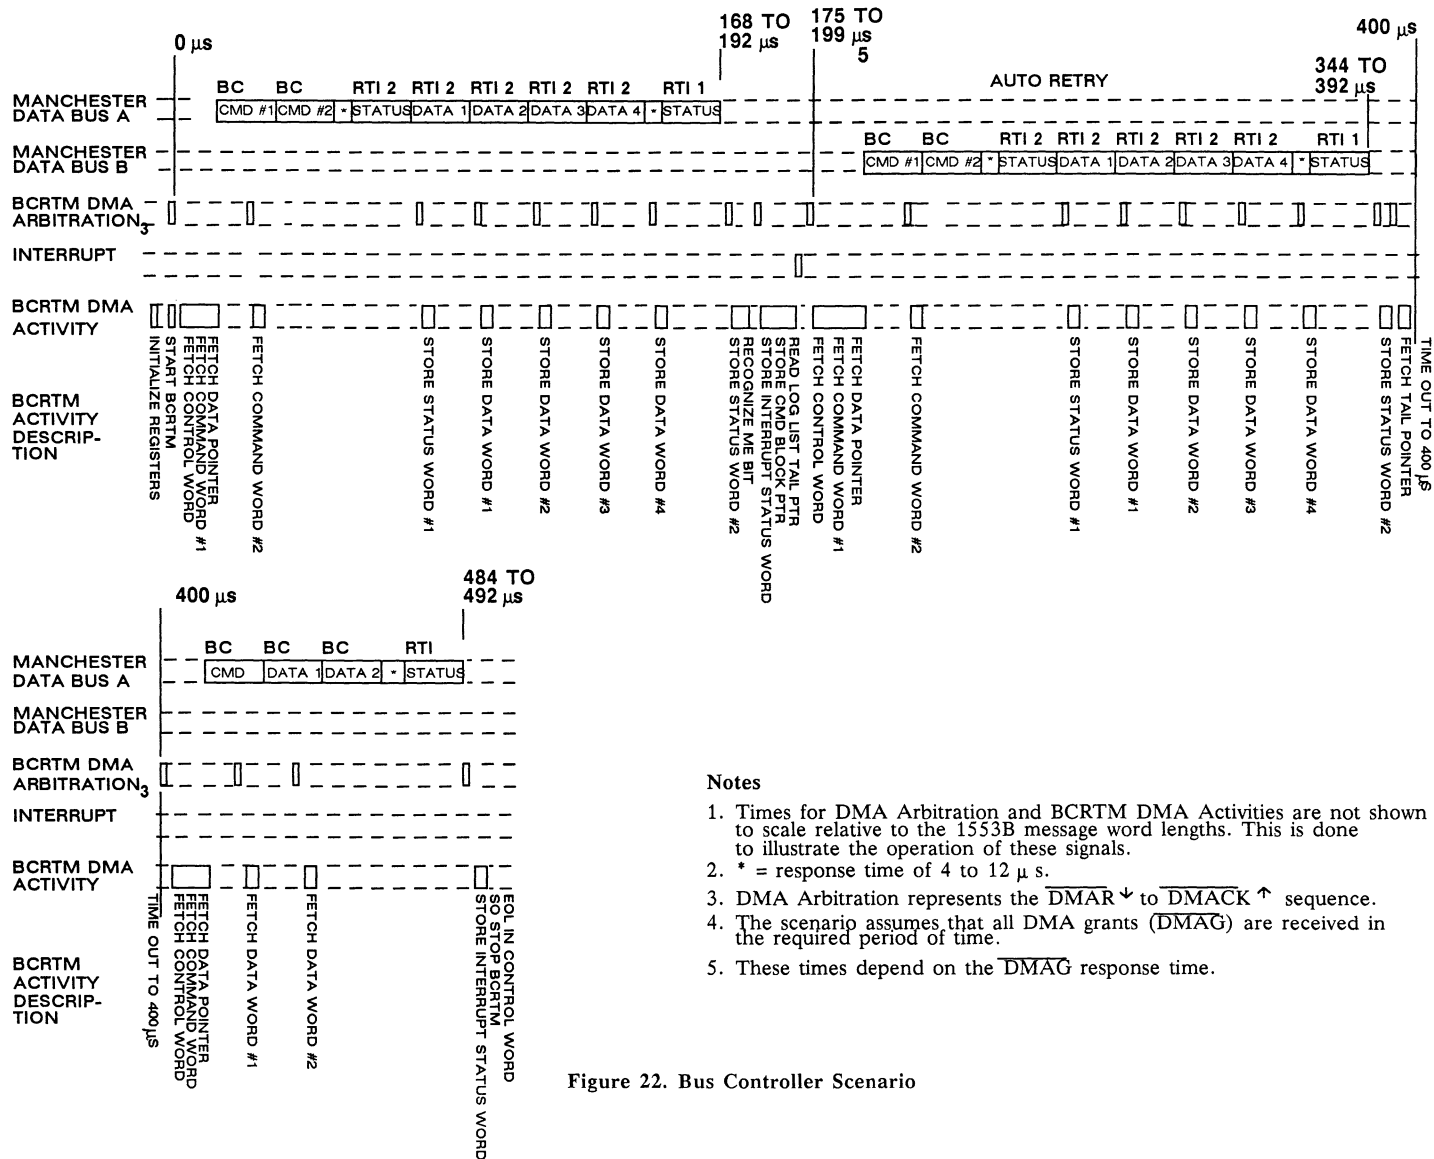 0 µs
168 TO
192 µs
175 TO
199 µs
5
400 µs
344 TO
392 µs
AUTO RETRY
MANCHESTER
DATA BUS A
BC BC RTI 2 RTI 2 RTI 2 RTI 2 RTI 2 RTI 1
CMD #1 CMD #2 * STATUS DATA 1 DATA 2 DATA 3 DATA 4 * STATUS
MANCHESTER
DATA BUS B
BC BC RTI 2 RTI 2 RTI 2 RTI 2 RTI 2 RTI 1
CMD #1 CMD #2 * STATUS DATA 1 DATA 2 DATA 3 DATA 4 * STATUS
BCRTM DMA
ARBITRATION3
INTERRUPT
BCRTM DMA
ACTIVITY
BCRTM
ACTIVITY
DESCRIP-
TION
INITIALIZE REGISTERS
START BCRTM
FETCH CONTROL WORD
FETCH COMMAND WORD #1
FETCH DATA POINTER
FETCH COMMAND WORD #2
STORE STATUS WORD #1
STORE DATA WORD #1
STORE DATA WORD #2
STORE DATA WORD #3
STORE DATA WORD #4
STORE STATUS WORD #2
RECOGNIZE ME BIT
STORE INTERRUPT STATUS WORD
STORE CMD BLOCK PTR
READ LOG LIST TAIL PTR
FETCH CONTROL WORD
FETCH COMMAND WORD #1
FETCH DATA POINTER
FETCH COMMAND WORD #2
STORE STATUS WORD #1
STORE DATA WORD #1
STORE DATA WORD #2
STORE DATA WORD #3
STORE DATA WORD #4
STORE STATUS WORD #2
FETCH TAIL POINTER
TIME OUT TO 400 µS
400 µs
484 TO
492 µs
MANCHESTER
DATA BUS A
BC BC BC RTI
CMD DATA 1 DATA 2 * STATUS
MANCHESTER
DATA BUS B
BCRTM DMA
ARBITRATION3
INTERRUPT
BCRTM DMA
ACTIVITY
BCRTM
ACTIVITY
DESCRIP-
TION
TIME OUT TO 400µS
FETCH CONTROL WORD
FETCH COMMAND WORD
FETCH DATA POINTER
FETCH DATA WORD #1
FETCH DATA WORD #2
STORE INTERRUPT STATUS WORD
SO STOP BCRTM
EOL IN CONTROL WORD
Notes
1. Times for DMA Arbitration and BCRTM DMA Activities are not shown
to scale relative to the 1553B message word lengths. This is done
to illustrate the operation of these signals.
2. * = response time of 4 to 12 µ s.
3. DMA Arbitration represents the DMAR ↓ to DMACK ↑ sequence.
4. The scenario assumes that all DMA grants (DMAG) are received in
the required period of time.
5. These times depend on the DMAG response time.
Figure 22. Bus Controller Scenario